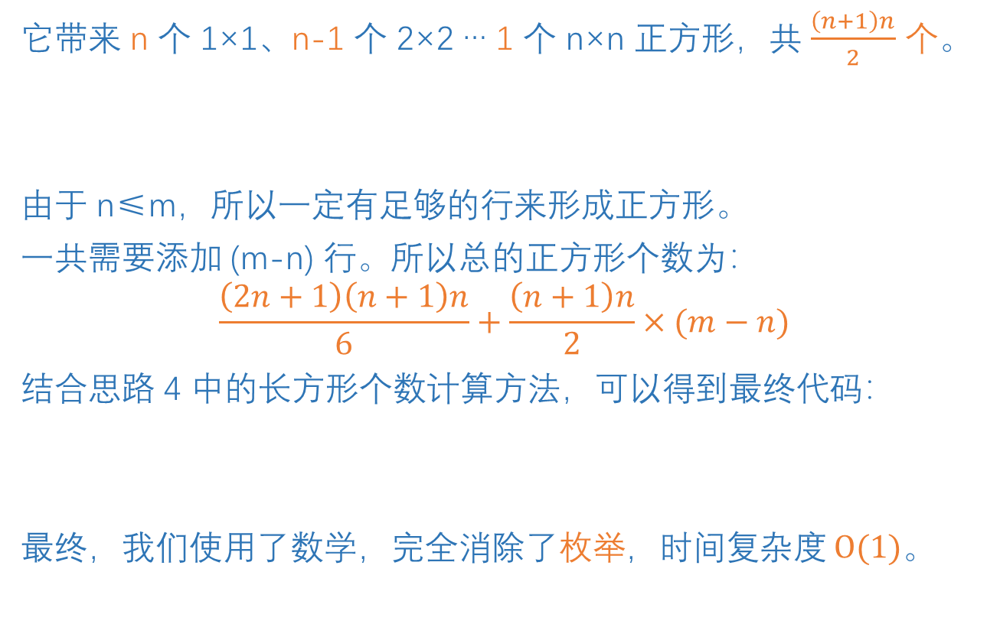 它带来 n 个 1×1、n-1 个 2×2 … 1 个 n×n 正方形，共 (n+1)n/2 个。
由于 n≤m，所以一定有足够的行来形成正方形。
一共需要添加 (m-n) 行。所以总的正方形个数为：
(2n + 1)(n + 1)n/6 + (n + 1)n/2 × (m − n)
结合思路 4 中的长方形个数计算方法，可以得到最终代码：
最终，我们使用了数学，完全消除了枚举，时间复杂度 O(1)。